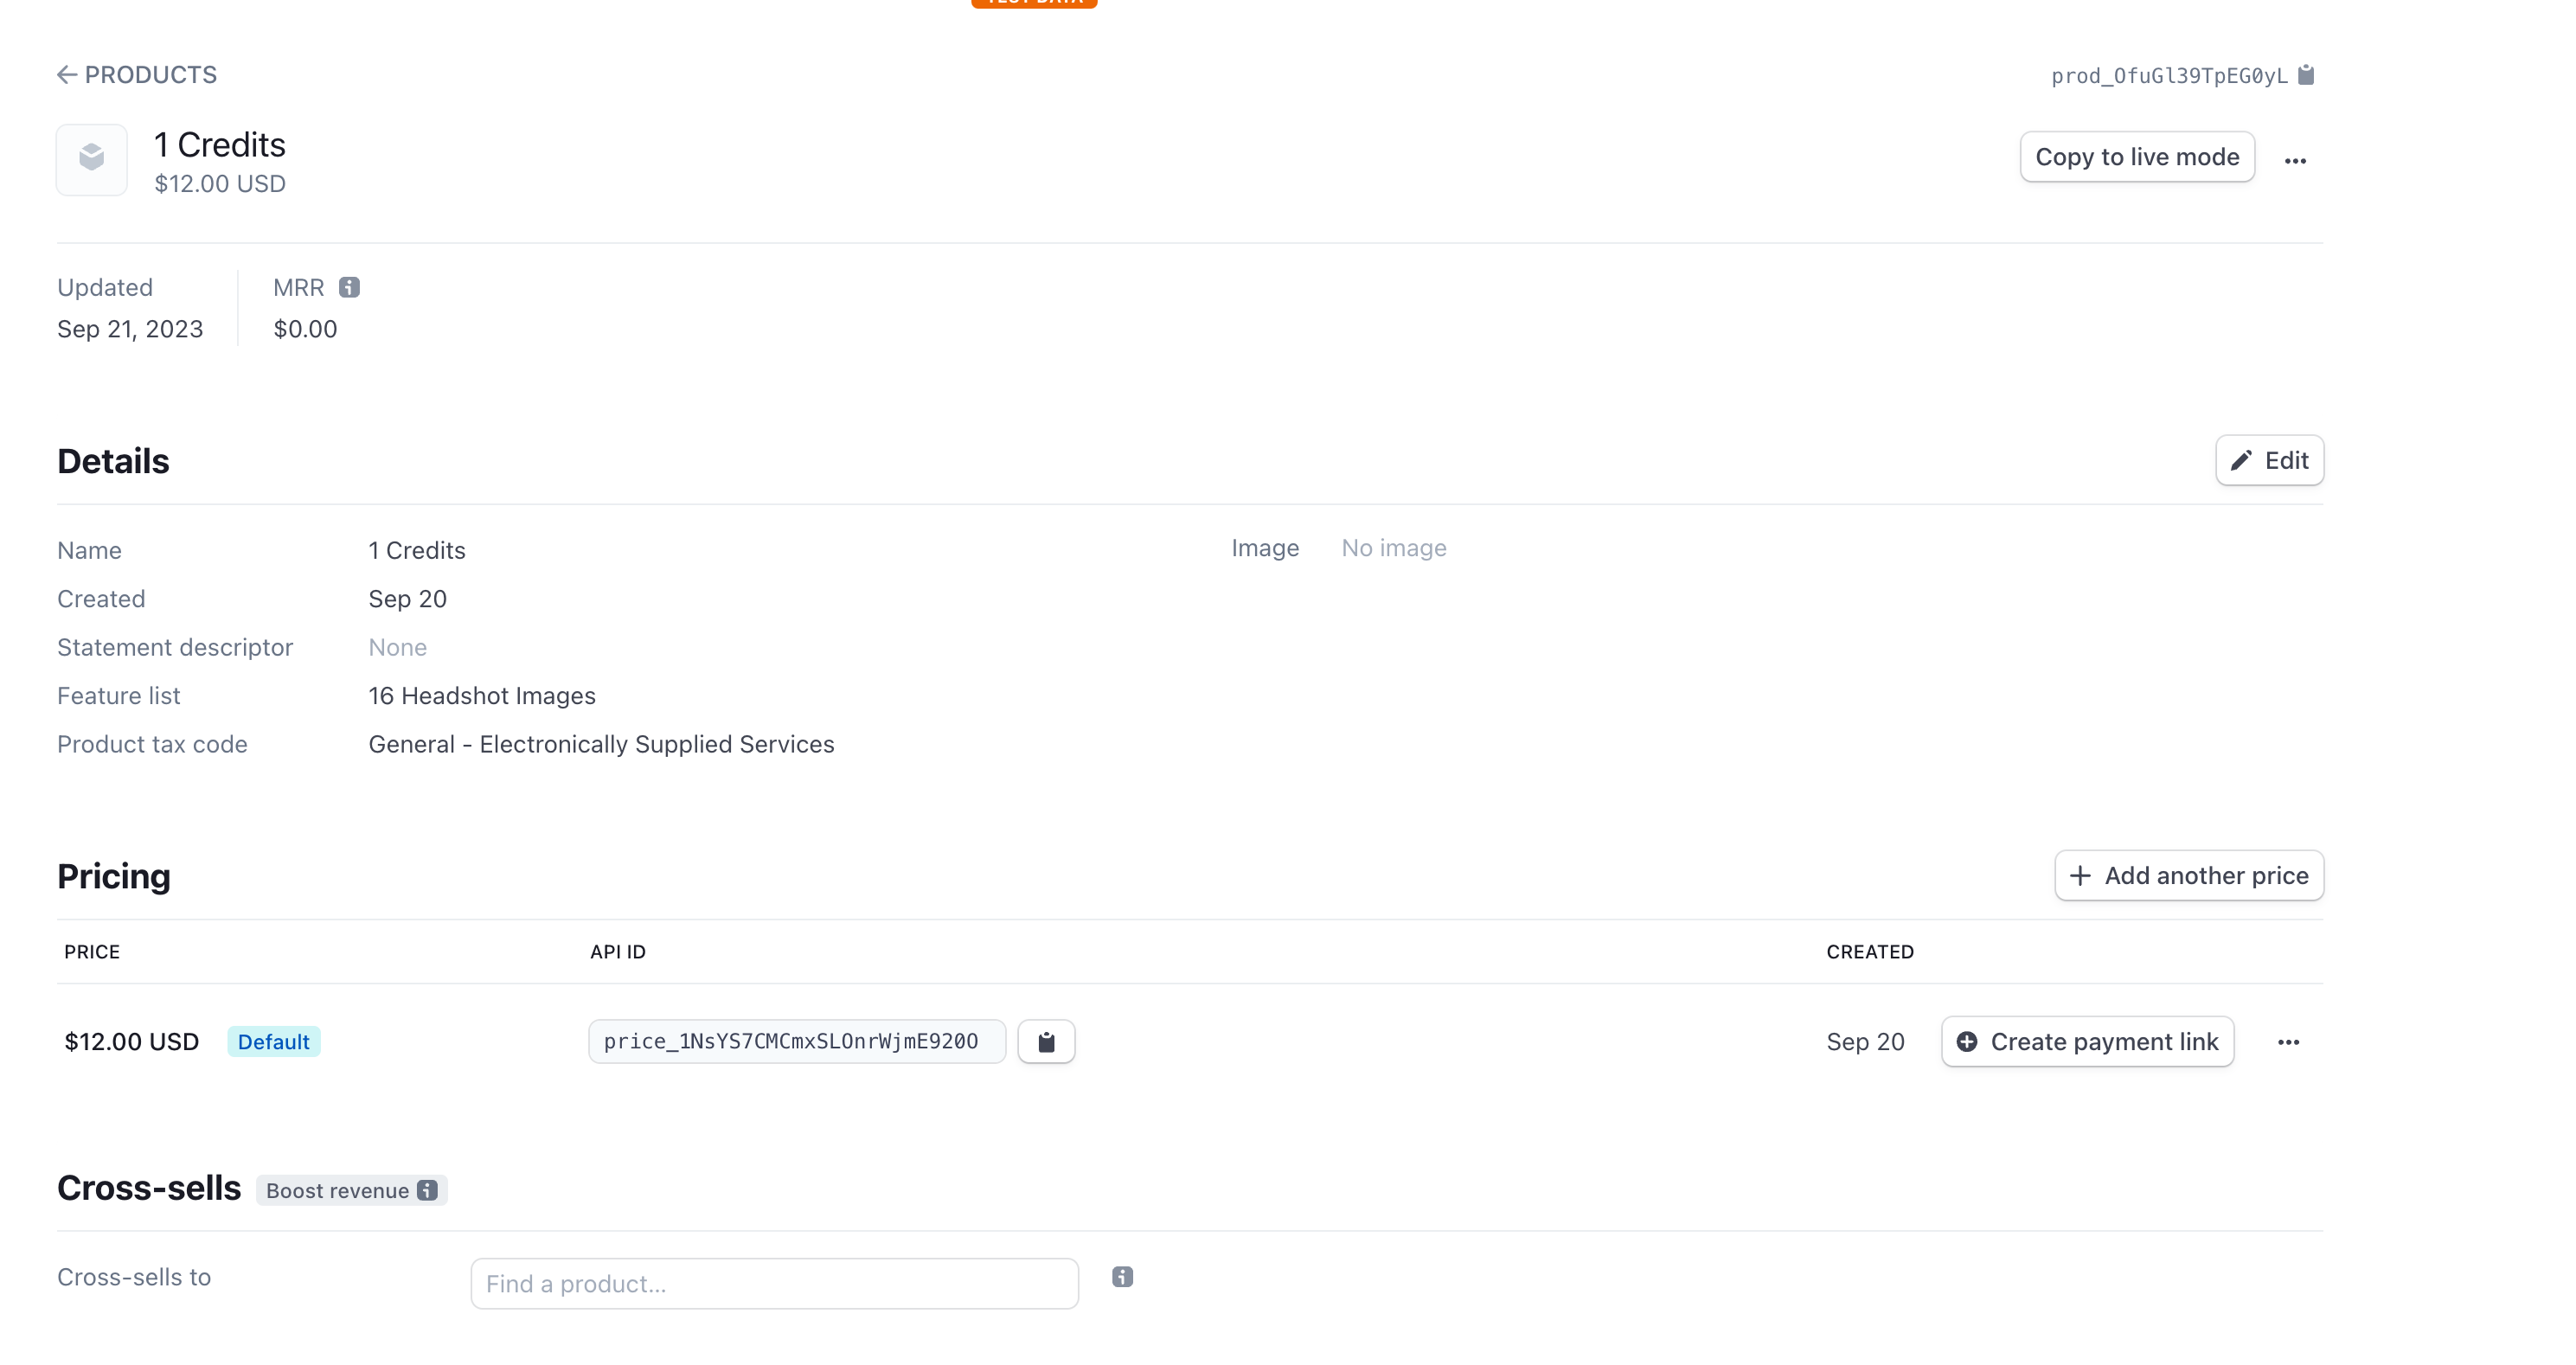 TEST DATA
PRODUCTS
prod_OfuGl39TpEG0yL
1 Credits
$12.00 USD
Copy to live mode
Updated
Sep 21, 2023
MRR
$0.00
Details
Edit
Name
1 Credits
Image
No image
Created
Sep 20
Statement descriptor
None
Feature list
16 Headshot Images
Product tax code
General - Electronically Supplied Services
Pricing
Add another price
PRICE
API ID
CREATED
$12.00 USD
Default
price_1NsYS7CMCmxSLOnrWjmE920O
Sep 20
Create payment link
Cross-sells
Boost revenue
Cross-sells to
Find a product...